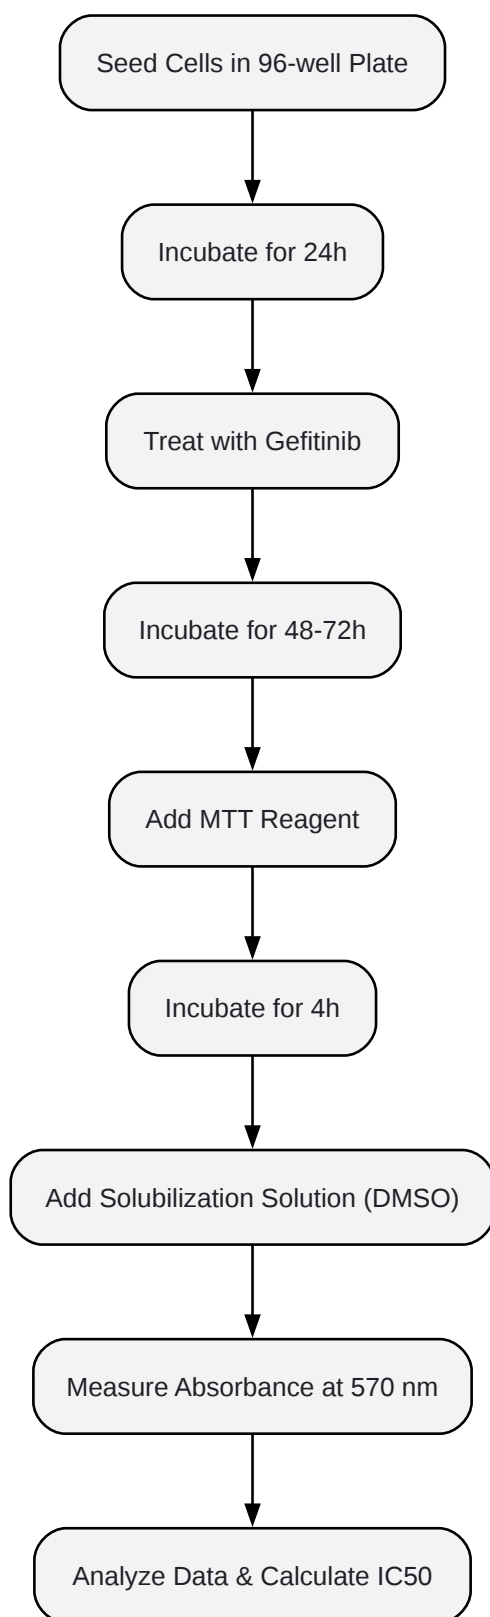 Seed Cells in 96-well Plate
Incubate for 24h
Treat with Gefitinib
Incubate for 48-72h
Add MTT Reagent
Incubate for 4h
Add Solubilization Solution (DMSO)
Measure Absorbance at 570 nm
Analyze Data & Calculate IC50